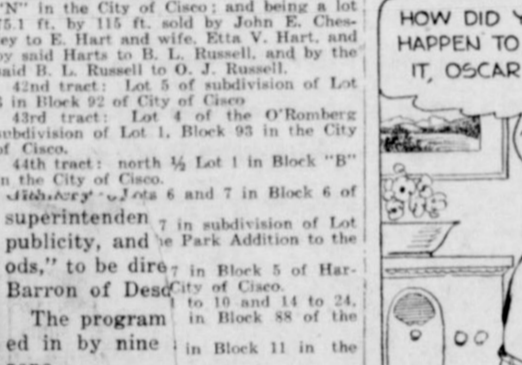 "N" in the City of Cisco; and being a lot
75.1 ft. by 115 ft. sold by John E. Ches-
ey to E. Hart and wife, Etta V. Hart, and
by said Harts to B. L. Russell, and by the
said B. L. Russell to O. J. Russell.
42nd tract: Lot 5 of subdivision of Lot
in Block 92 of City of Cisco
43rd tract: Lot 4 of the O'Romberg
subdivision of Lot 1, Block 93 in the City
of Cisco.
44th tract: north ½ Lot 1 in Block "B"
in the City of Cisco.
6 and 7 in Block 6 of
superintenden
7 in subdivision of Lot
publicity, and
he Park Addition to the
ods," to be dire
7 in Block 5 of Har-
Barron of Desd
City of Cisco.
to 10 and 14 to 24,
The program
in Block 88 of the
ed in by nine
in Block 11 in the
HOW DID
HAPPEN TO
IT, OSCAR